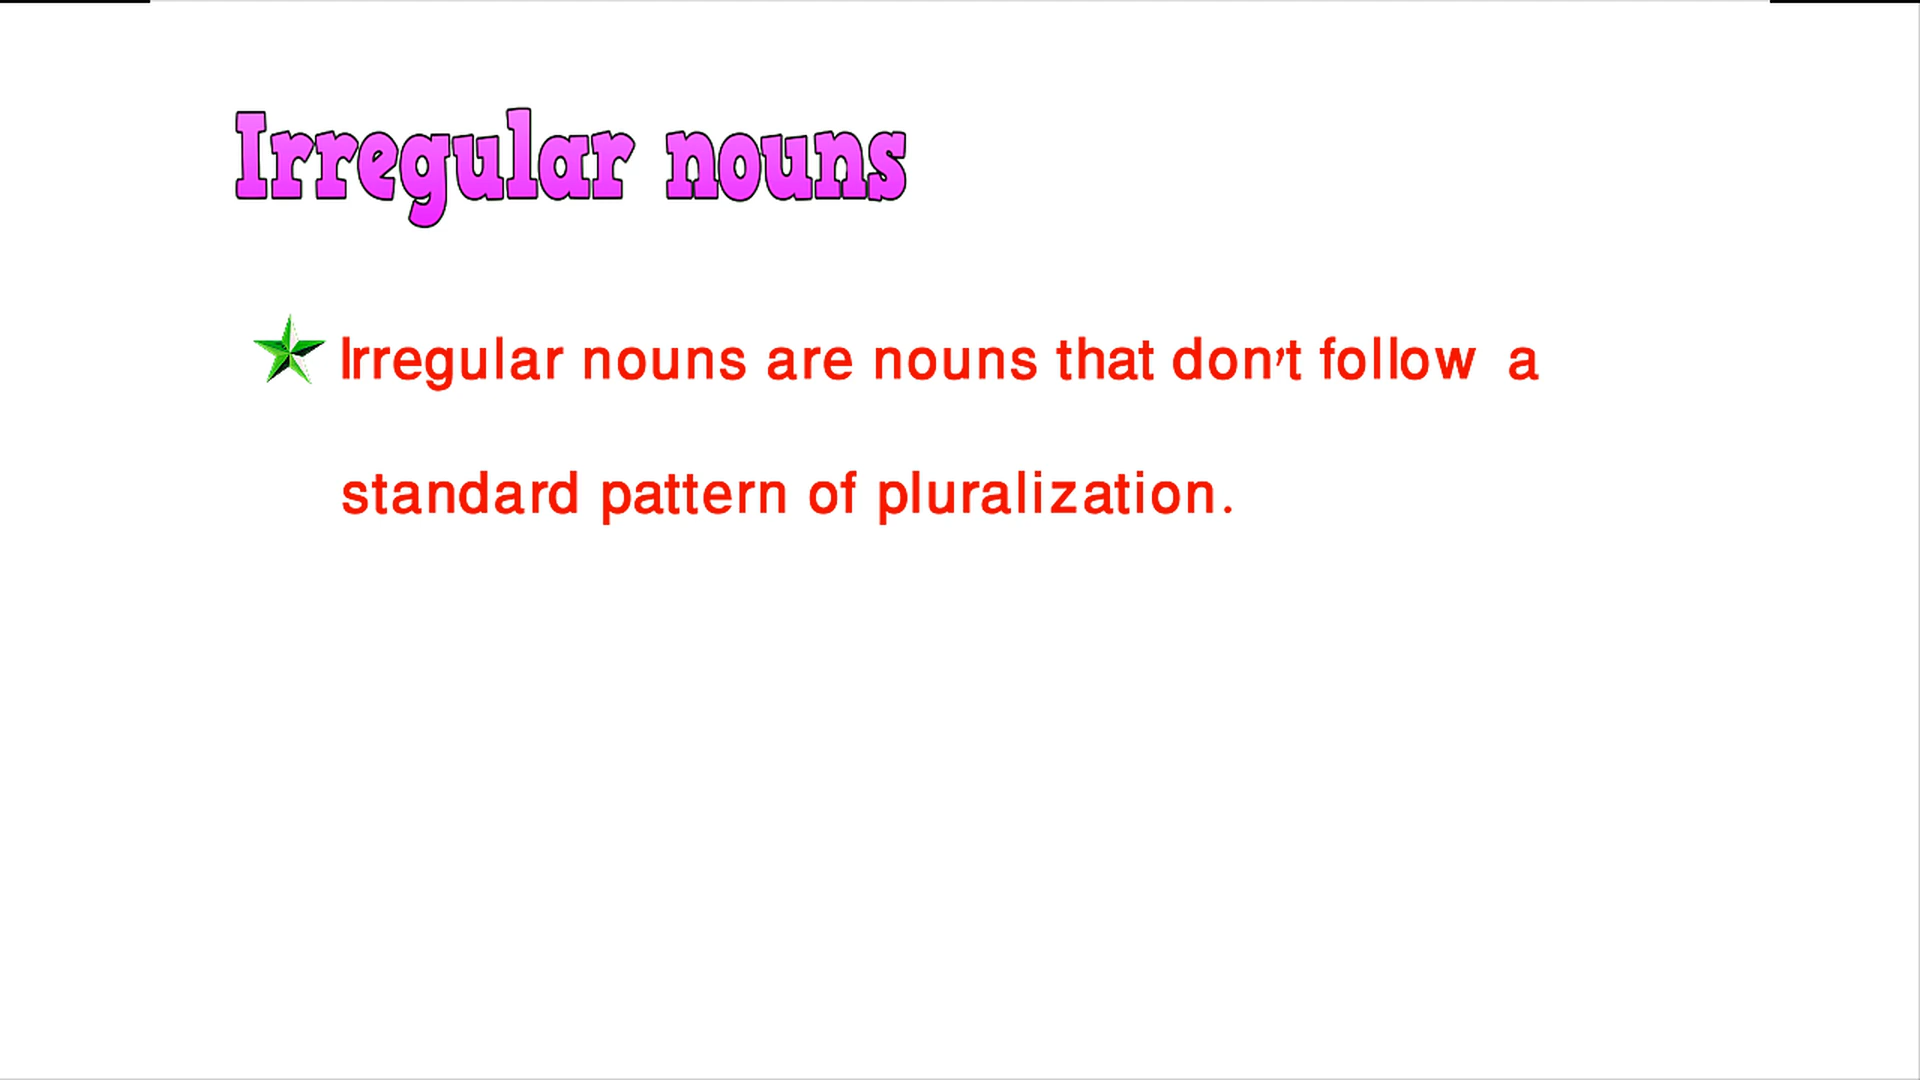 Irregular nouns
Irregular nouns are nouns that don't follow a
standard pattern of pluralization.